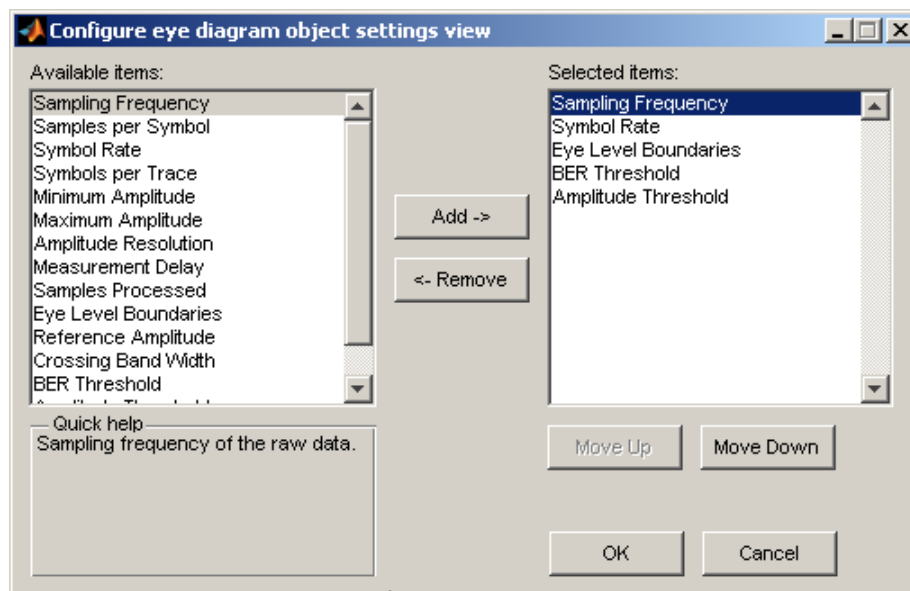 Configure eye diagram object settings view
Available items:
Sampling Frequency
Samples per Symbol
Symbol Rate
Symbols per Trace
Minimum Amplitude
Maximum Amplitude
Amplitude Resolution
Measurement Delay
Samples Processed
Eye Level Boundaries
Reference Amplitude
Crossing Band Width
BER Threshold
Add ->
<- Remove
Selected items:
Sampling Frequency
Symbol Rate
Eye Level Boundaries
BER Threshold
Amplitude Threshold
Quick help
Sampling frequency of the raw data.
Move Up
Move Down
OK
Cancel